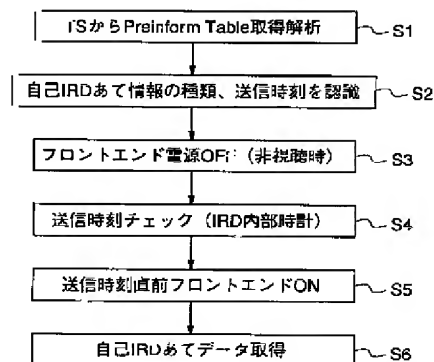 TSからPreinform Table取得解析
S1
自己IRDあて情報の種類、送信時刻を認識
S2
フロントエンド電源OFF（非視聴時）
S3
送信時刻チェック（IRD内部時計）
S4
送信時刻直前フロントエンドON
S5
自己IRDあてデータ取得
S6